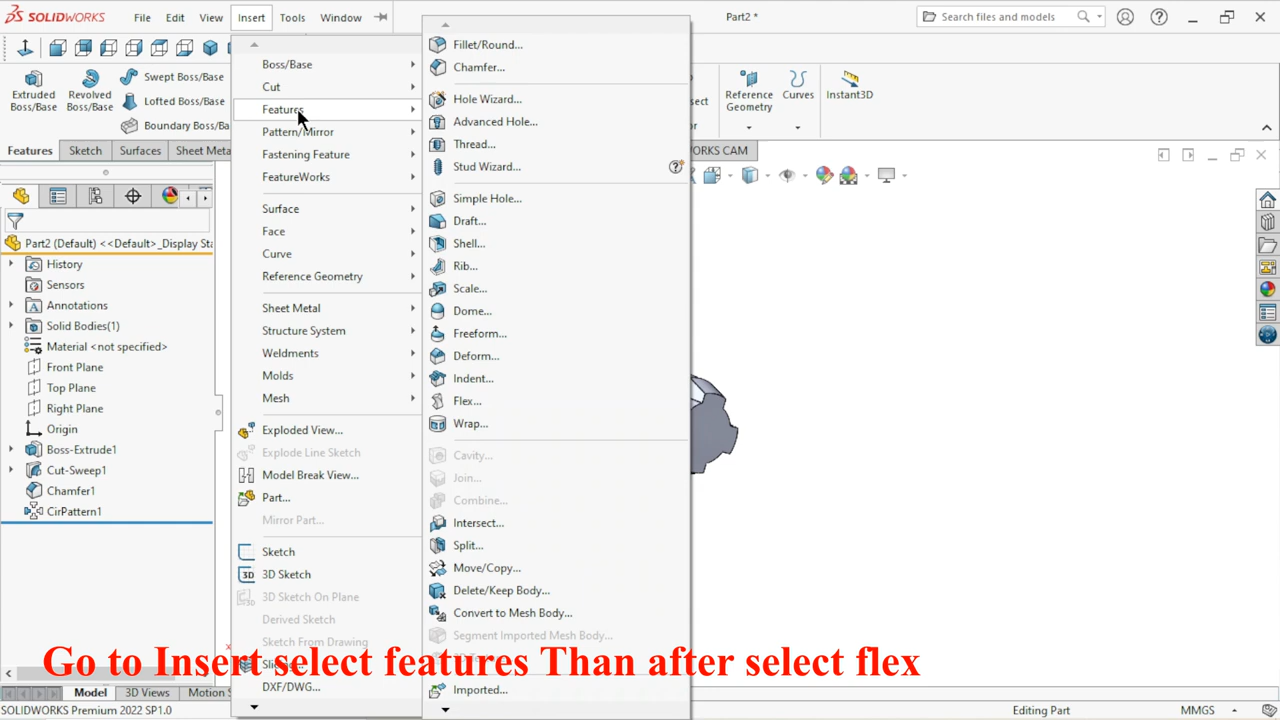 SOLIDWORKS
File
Edit
View
Insert
Tools
Window
Part2 *
Search files and models
Extruded
Boss/Base
Revolved
Boss/Base
Swept Boss/Base
Lofted Boss/Base
Boundary Boss/Ba
Reference
Geometry
Curves
Instant3D
Features
Sketch
Surfaces
Sheet Meta
ORKS CAM
Part2 (Default) <<Default>_Display Sta
History
Sensors
Annotations
Solid Bodies(1)
Material <not specified>
Front Plane
Top Plane
Right Plane
Origin
Boss-Extrude1
Cut-Sweep1
Chamfer1
CirPattern1
Boss/Base
Cut
Features
Pattern/Mirror
Fastening Feature
FeatureWorks
Surface
Face
Curve
Reference Geometry
Sheet Metal
Structure System
Weldments
Molds
Mesh
Exploded View...
Explode Line Sketch
Model Break View...
Part...
Mirror Part...
Sketch
3D Sketch
3D Sketch On Plane
Derived Sketch
Sketch From Drawing
DXF/DWG...
Fillet/Round...
Chamfer...
Hole Wizard...
Advanced Hole...
Thread...
Stud Wizard...
Simple Hole...
Draft...
Shell...
Rib...
Scale...
Dome...
Freeform...
Deform...
Indent...
Flex...
Wrap...
Cavity...
Join...
Combine...
Intersect...
Split...
Move/Copy...
Delete/Keep Body...
Convert to Mesh Body...
Segment Imported Mesh Body...
Imported...
Go to Insert select features Than after select flex
Model
3D Views
Motion S
SOLIDWORKS Premium 2022 SP1.0
Editing Part
MMGS